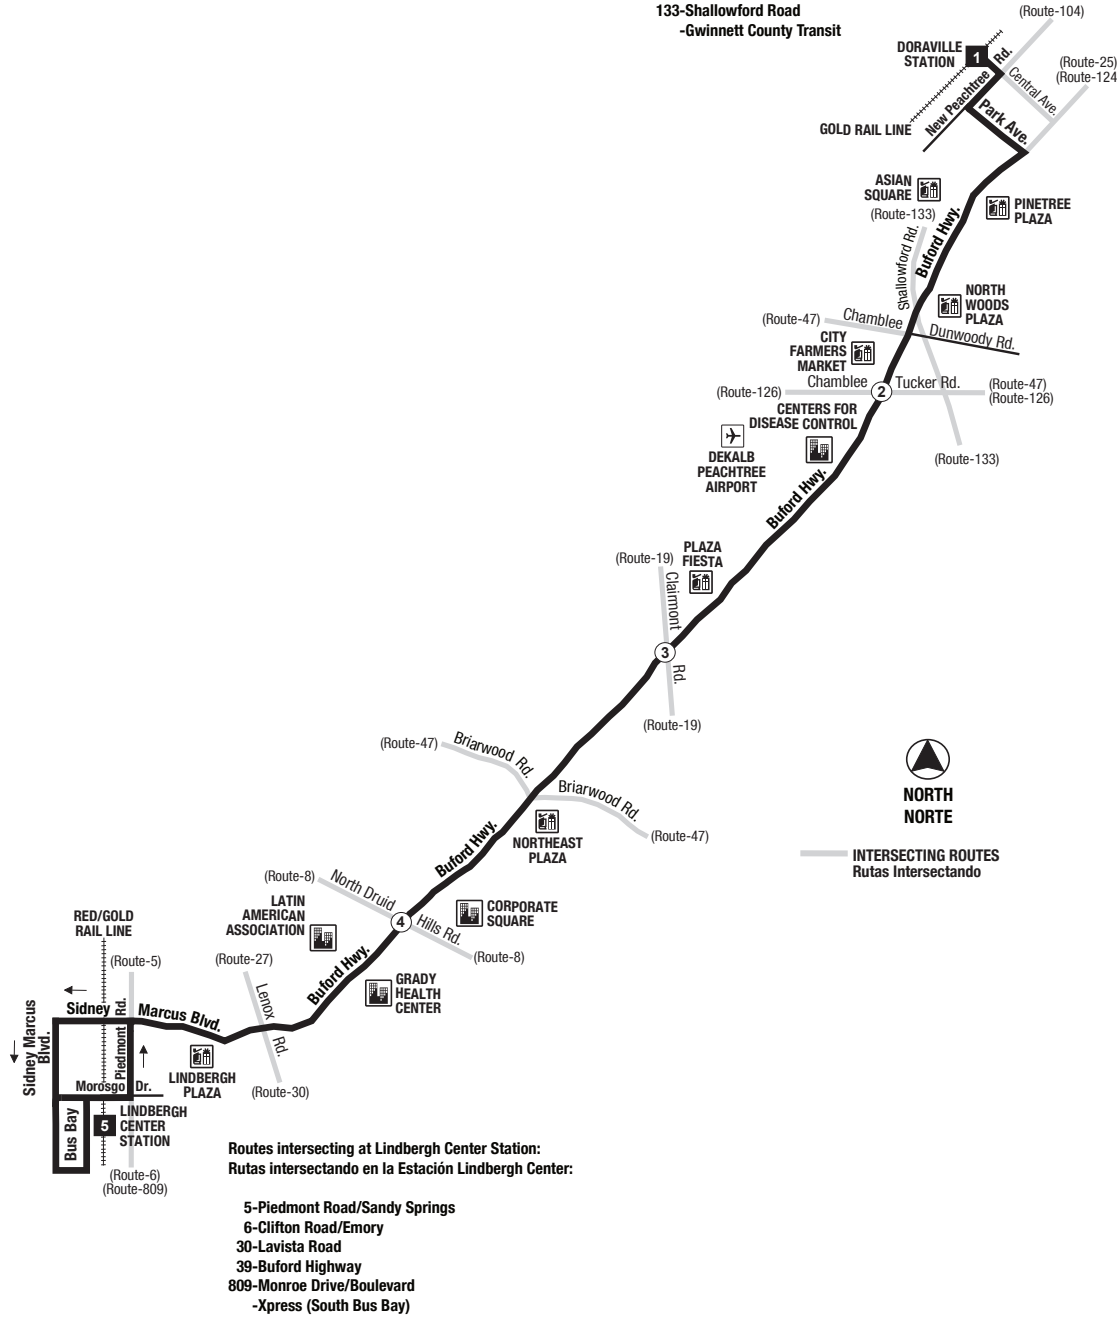 133-Shallowford Road
-Gwinnett County Transit
(Route-104)
DORAVILLE
STATION
1
Rd.
New Peachtree
Central Ave.
(Route-25)
(Route-124
GOLD RAIL LINE
Park Ave.
ASIAN
SQUARE
(Route-133)
PINETREE
PLAZA
Shallowford Rd.
Buford Hwy.
NORTH
WOODS
PLAZA
(Route-47)
Chamblee
Dunwoody Rd.
CITY
FARMERS
MARKET
(Route-126)
Chamblee
2
Tucker Rd.
(Route-47)
(Route-126)
CENTERS FOR
DISEASE CONTROL
(Route-133)
DEKALB
PEACHTREE
AIRPORT
Buford Hwy.
PLAZA
FIESTA
(Route-19)
Clairmont
3
Rd.
(Route-19)
(Route-47)
Briarwood Rd.
Briarwood Rd.
(Route-47)
NORTH
NORTE
NORTHEAST
PLAZA
Buford Hwy.
INTERSECTING ROUTES
Rutas Intersectando
(Route-8)
North Druid
4
Hills Rd.
(Route-8)
LATIN
AMERICAN
ASSOCIATION
CORPORATE
SQUARE
Buford Hwy.
GRADY
HEALTH
CENTER
RED/GOLD
RAIL LINE
(Route-5)
(Route-27)
Lenox
Rd.
(Route-30)
Sidney
Marcus Blvd.
Sidney Marcus
Blvd.
Piedmont
Rd.
Morosgo
Dr.
LINDBERGH
PLAZA
Bus Bay
5
LINDBERGH
CENTER
STATION
(Route-6)
(Route-809)
Routes intersecting at Lindbergh Center Station:
Rutas intersectando en la Estación Lindbergh Center:
5-Piedmont Road/Sandy Springs
6-Clifton Road/Emory
30-Lavista Road
39-Buford Highway
809-Monroe Drive/Boulevard
-Xpress (South Bus Bay)